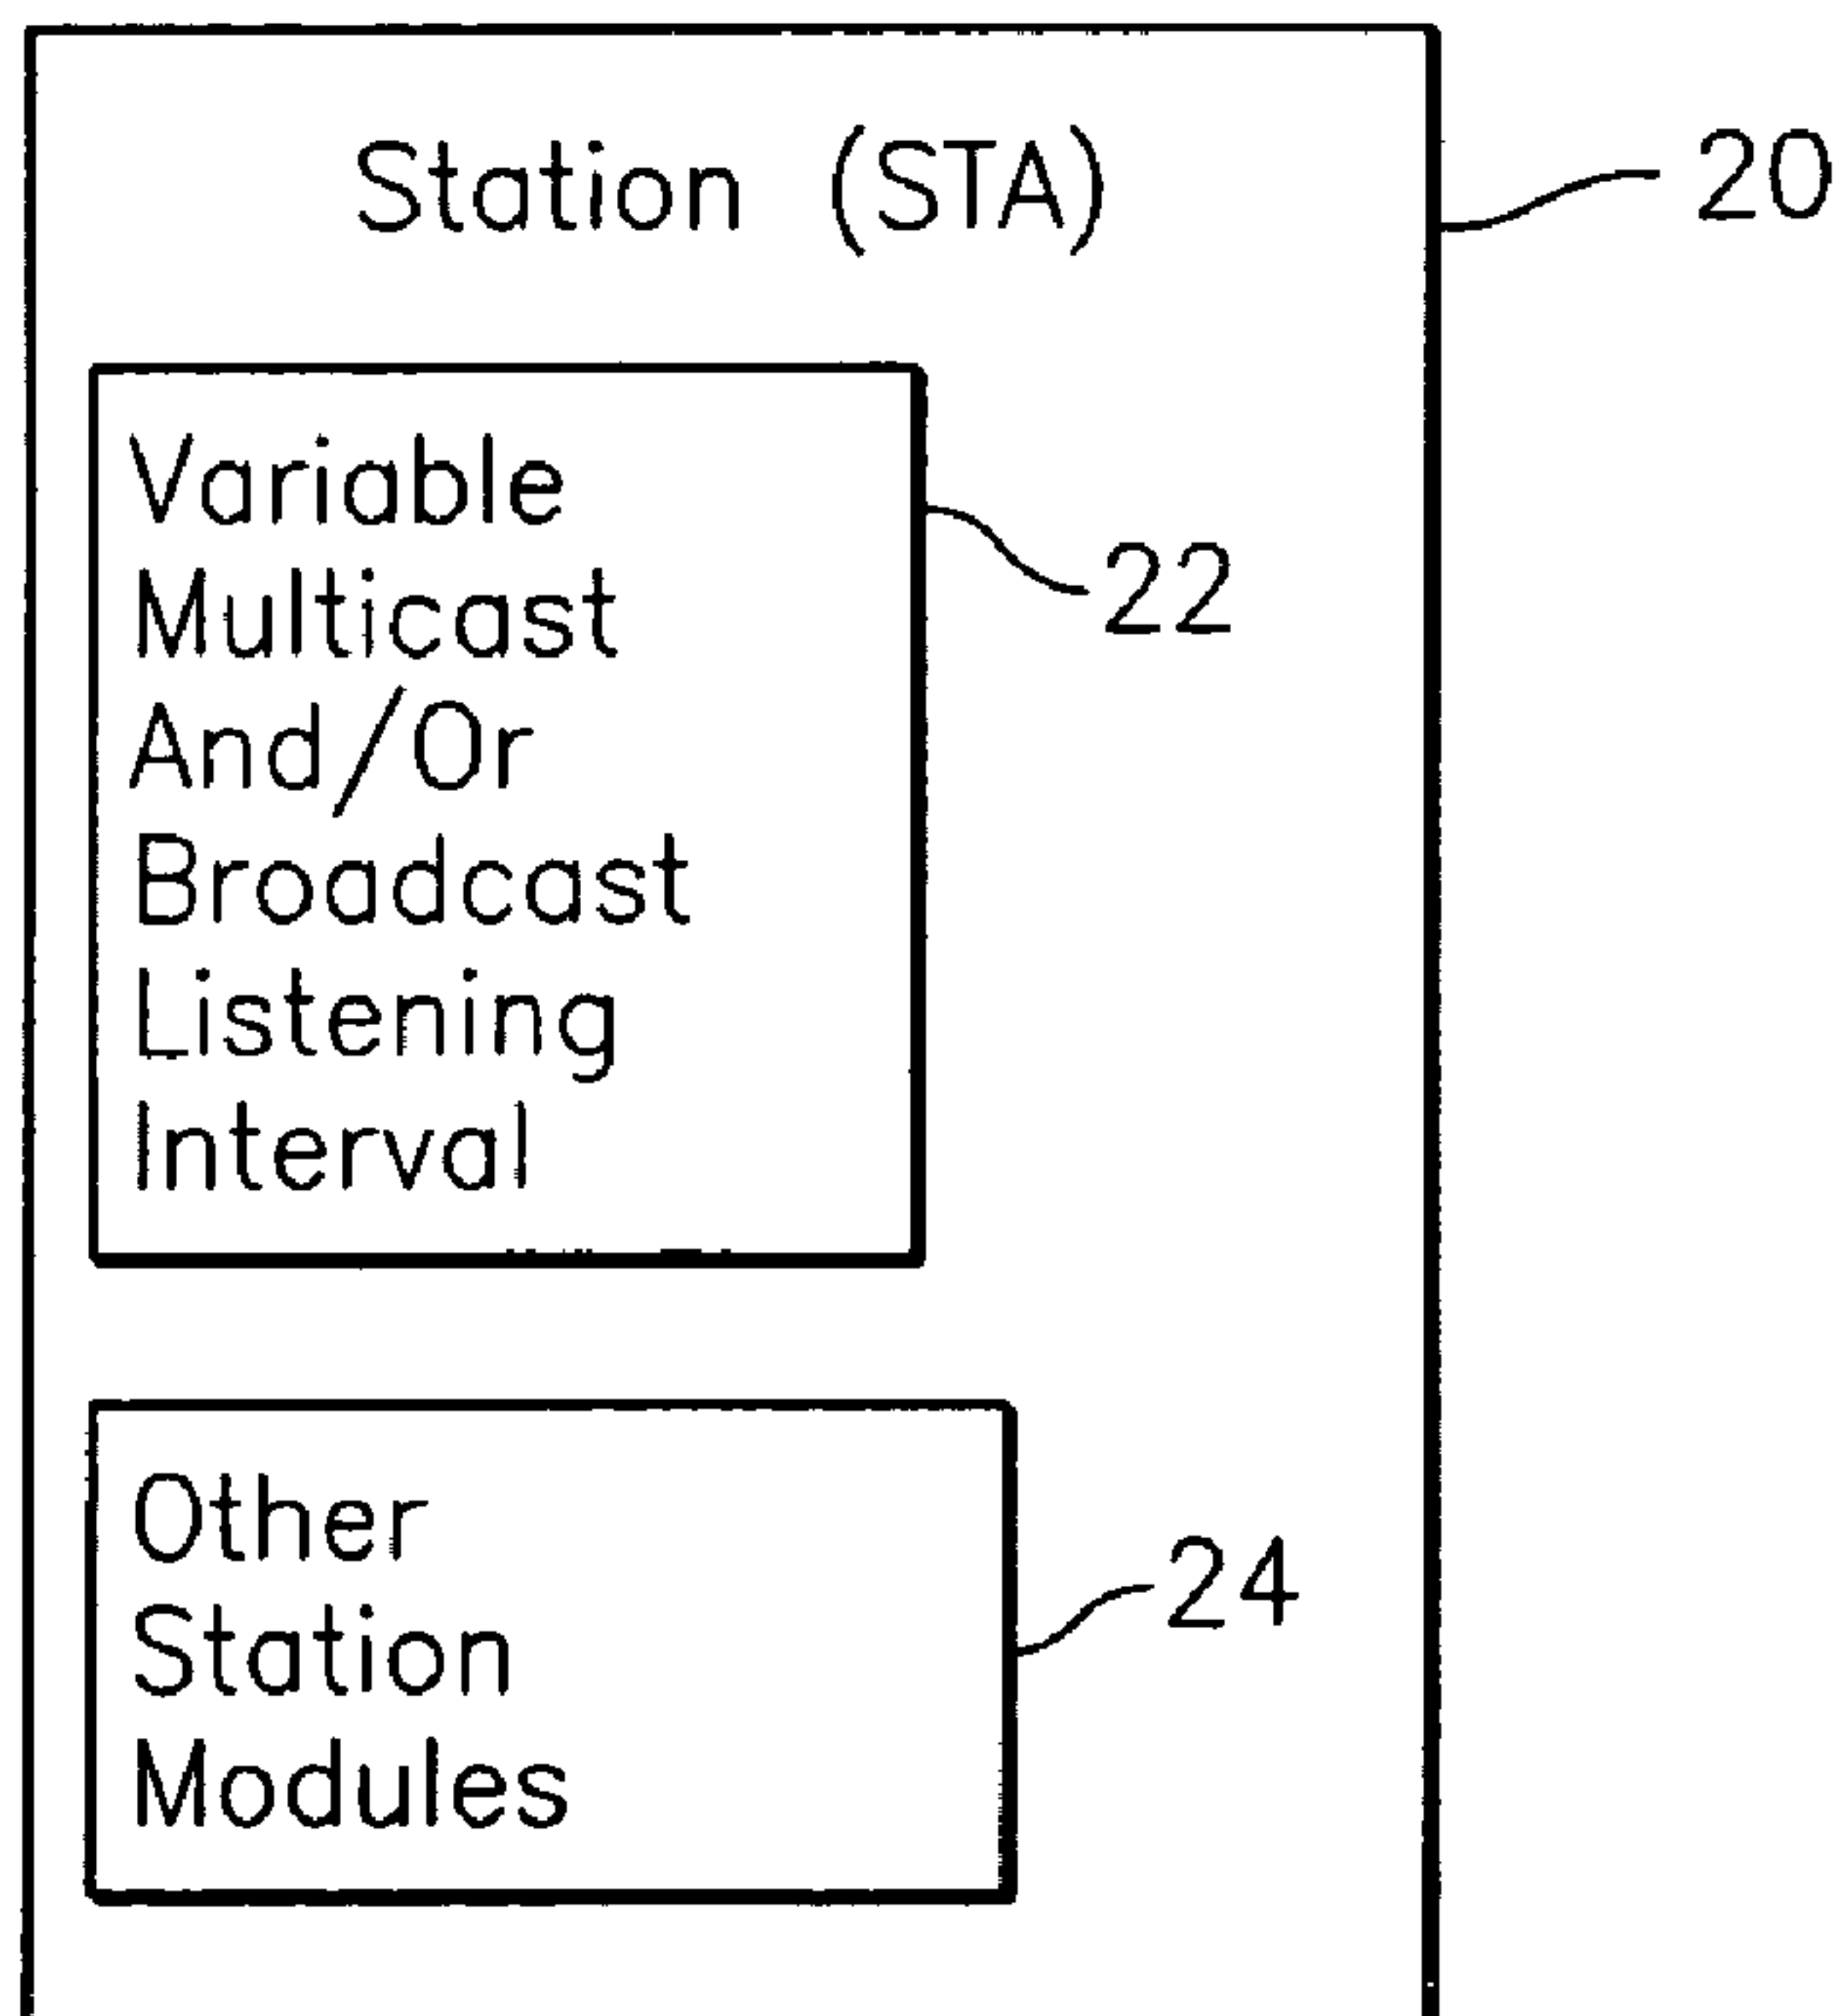 Station (STA)
20
Variable
Multicast
And/Or
Broadcast
Listening
Interval
22
Other
Station
Modules
24